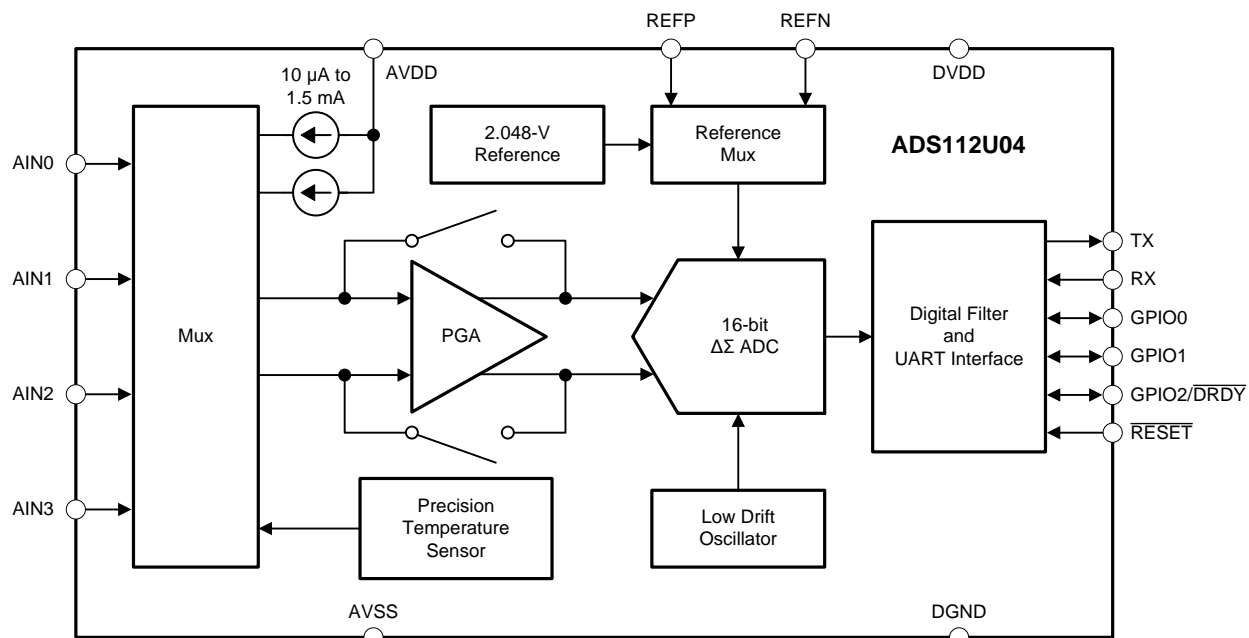 REFP
REFN
AVDD
DVDD
10 µA to
1.5 mA
2.048-V
Reference
Reference
Mux
ADS112U04
AIN0
AIN1
AIN2
AIN3
Mux
PGA
16-bit
ΔΣ ADC
Digital Filter
and
UART Interface
TX
RX
GPIO0
GPIO1
GPIO2/DRDY
RESET
Precision
Temperature
Sensor
Low Drift
Oscillator
AVSS
DGND